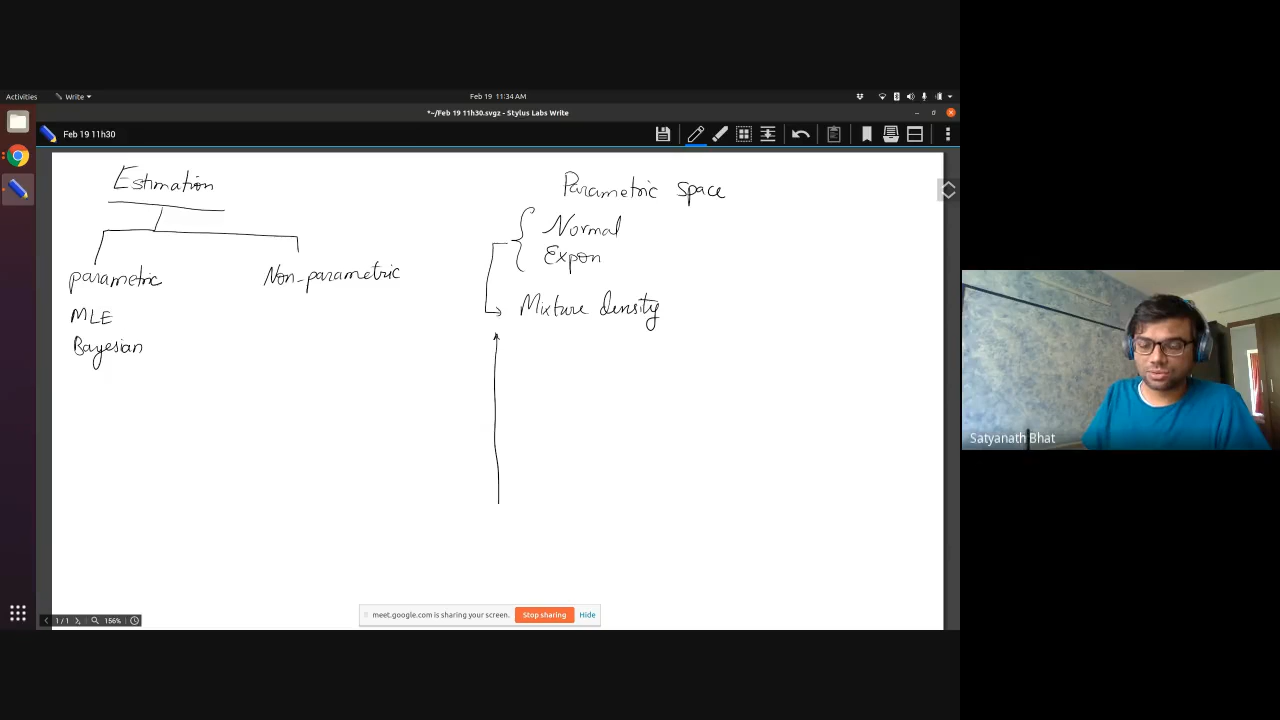 Activities
Write
Feb 19 11:34 AM
*~/Feb 19 11h30.svgz - Stylus Labs Write
Feb 19 11h30
Estimation
parametric
Non-parametric
MLE
Bayesian
Parametric space
Normal
Expon
Mixture density
Satyanath Bhat
meet.google.com is sharing your screen.
Stop sharing
Hide
1 / 1
156%